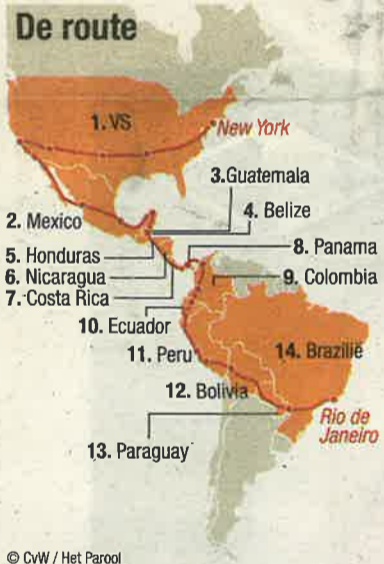 De route
1. VS
New York
3.Guatemala
4. Belize
2. Mexico
5. Honduras
8. Panama
6. Nicaragua
9. Colombia
7. Costa Rica
10. Ecuador
11. Peru
14. Brazilië
12. Bolivia
Rio de
Janeiro
13. Paraguay
© CvW / Het Parool